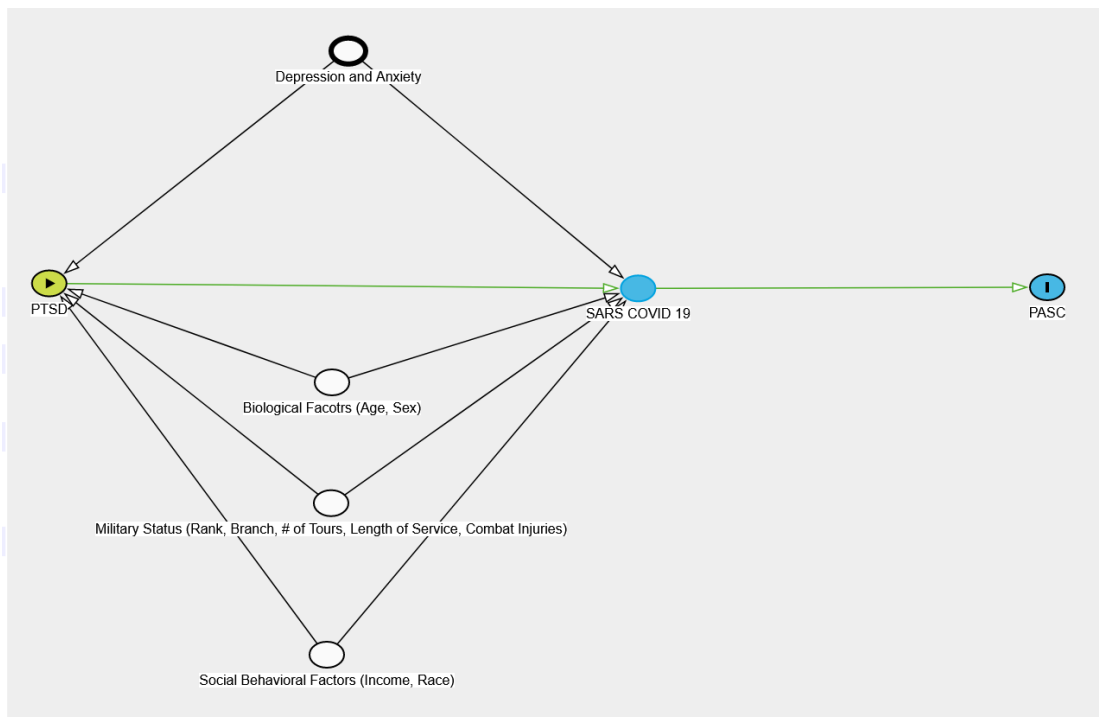 Depression and Anxiety
PTSD
SARS COVID 19
PASC
Biological Facotrs (Age, Sex)
Military Status (Rank, Branch, # of Tours, Length of Service, Combat Injuries)
Social Behavioral Factors (Income, Race)